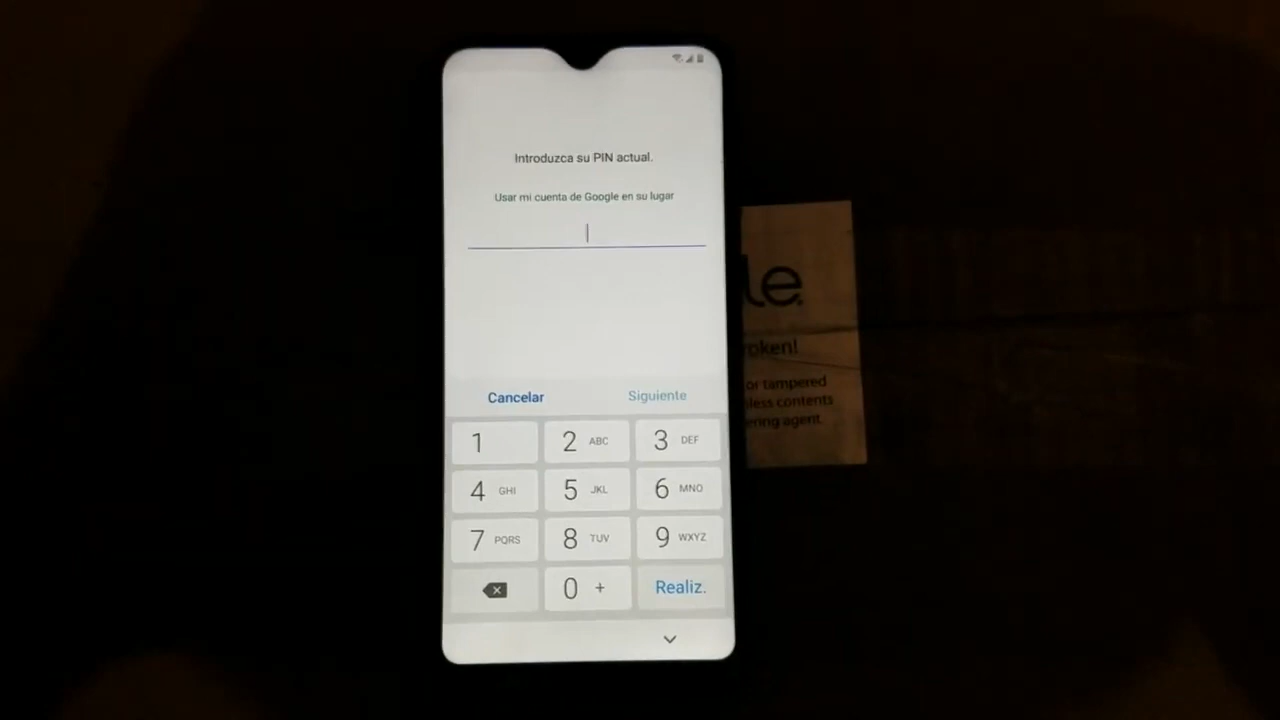 Introduzca su PIN actual.
Usar mi cuenta de Google en su lugar
Cancelar
Siguiente
1
2 ABC
3 DEF
4 GHI
5 JKL
6 MNO
7 PQRS
8 TUV
9 WXYZ
0 +
Realiz.
le
oken!
or tampered
less contents
ering agent.